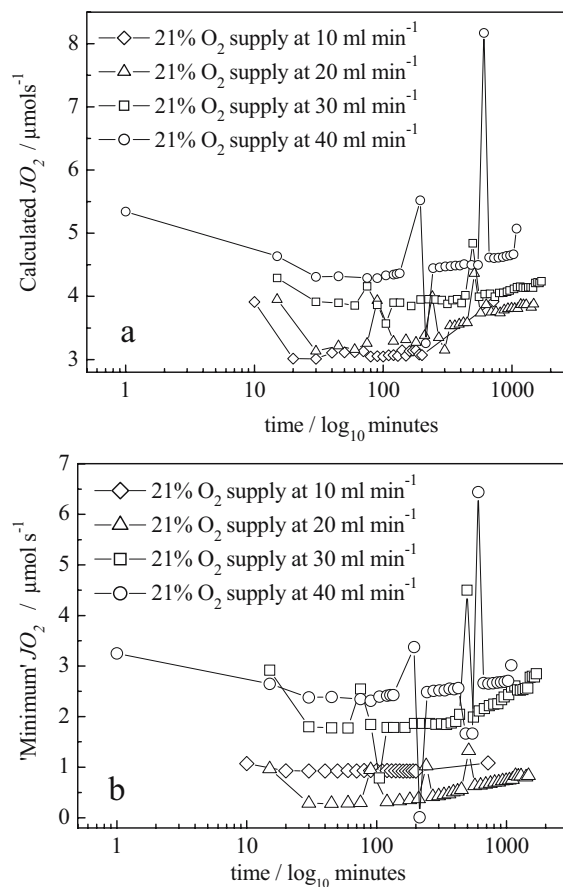 9
8
7
6
5
4
3
Calculated JO₂ / μmols⁻¹
21% O₂ supply at 10 ml min⁻¹
21% O₂ supply at 20 ml min⁻¹
21% O₂ supply at 30 ml min⁻¹
21% O₂ supply at 40 ml min⁻¹
a
1 10 100 1000
time / log₁₀ minutes
7
6
5
4
3
2
1
0
'Minimum' JO₂ / μmol s⁻¹
21% O₂ supply at 10 ml min⁻¹
21% O₂ supply at 20 ml min⁻¹
21% O₂ supply at 30 ml min⁻¹
21% O₂ supply at 40 ml min⁻¹
b
1 10 100 1000
time / log₁₀ minutes